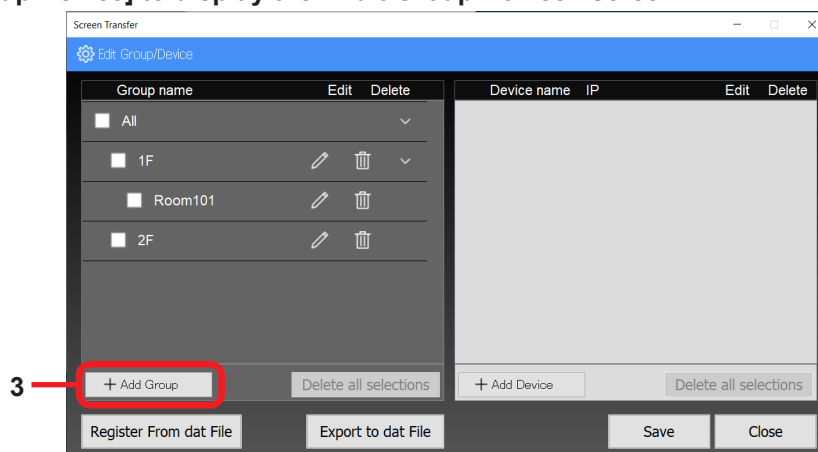 Screen Transfer
Edit Group/Device
Group name Edit Delete
Device name IP Edit Delete
All
1F
Room101
2F
3
+ Add Group
Delete all selections
+ Add Device
Delete all selections
Register From dat File
Export to dat File
Save
Close